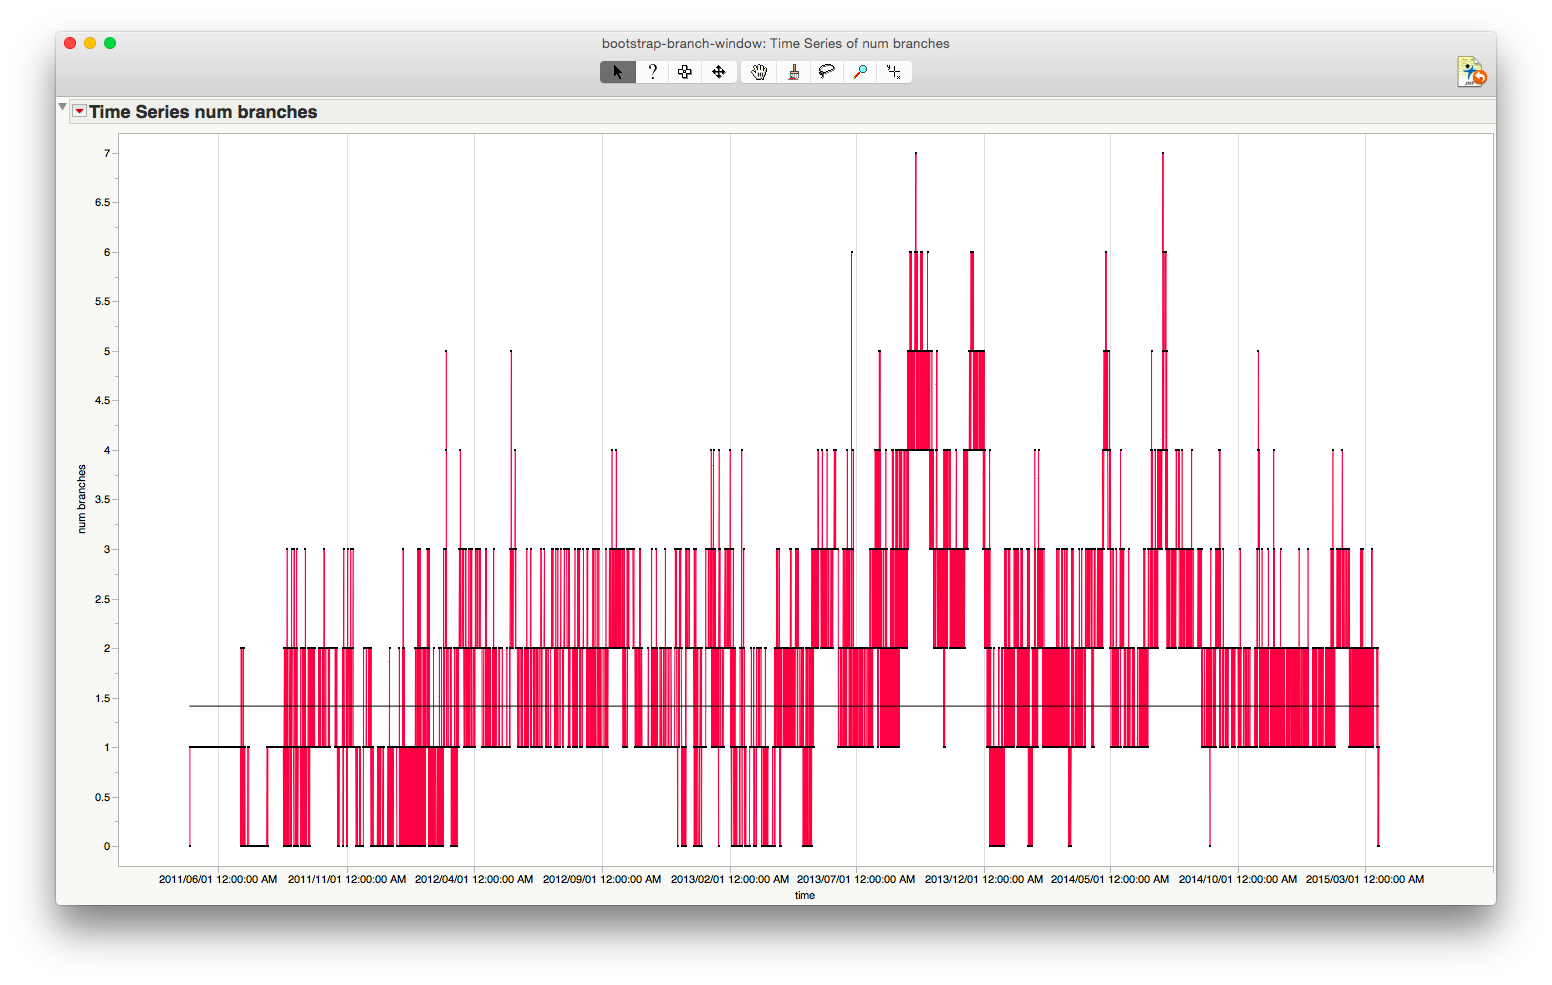 bootstrap-branch-window: Time Series of num branches
?
JMP
Time Series num branches
7
6.5
6
5.5
5
4.5
4
3.5
3
2.5
2
1.5
1
0.5
0
num branches
2011/06/01 12:00:00 AM 2011/11/01 12:00:00 AM 2012/04/01 12:00:00 AM 2012/09/01 12:00:00 AM 2013/02/01 12:00:00 AM 2013/07/01 12:00:00 AM 2013/12/01 12:00:00 AM 2014/05/01 12:00:00 AM 2014/10/01 12:00:00 AM 2015/03/01 12:00:00 AM
time